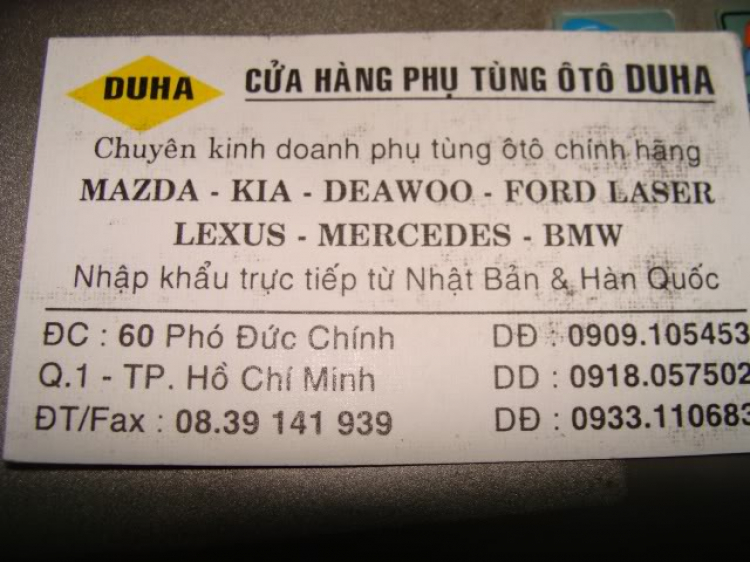 DUHA
CỬA HÀNG PHỤ TÙNG ÔTÔ DUHA
Chuyên kinh doanh phụ tùng ôtô chính hãng
MAZDA - KIA - DEAWOO - FORD LASER
LEXUS - MERCEDES - BMW
Nhập khẩu trực tiếp từ Nhật Bản & Hàn Quốc
ĐC : 60 Phó Đức Chính
Q.1 - TP. Hồ Chí Minh
ĐT/Fax : 08.39 141 939
DĐ : 0909.105453
DD : 0918.057502
DĐ : 0933.110683